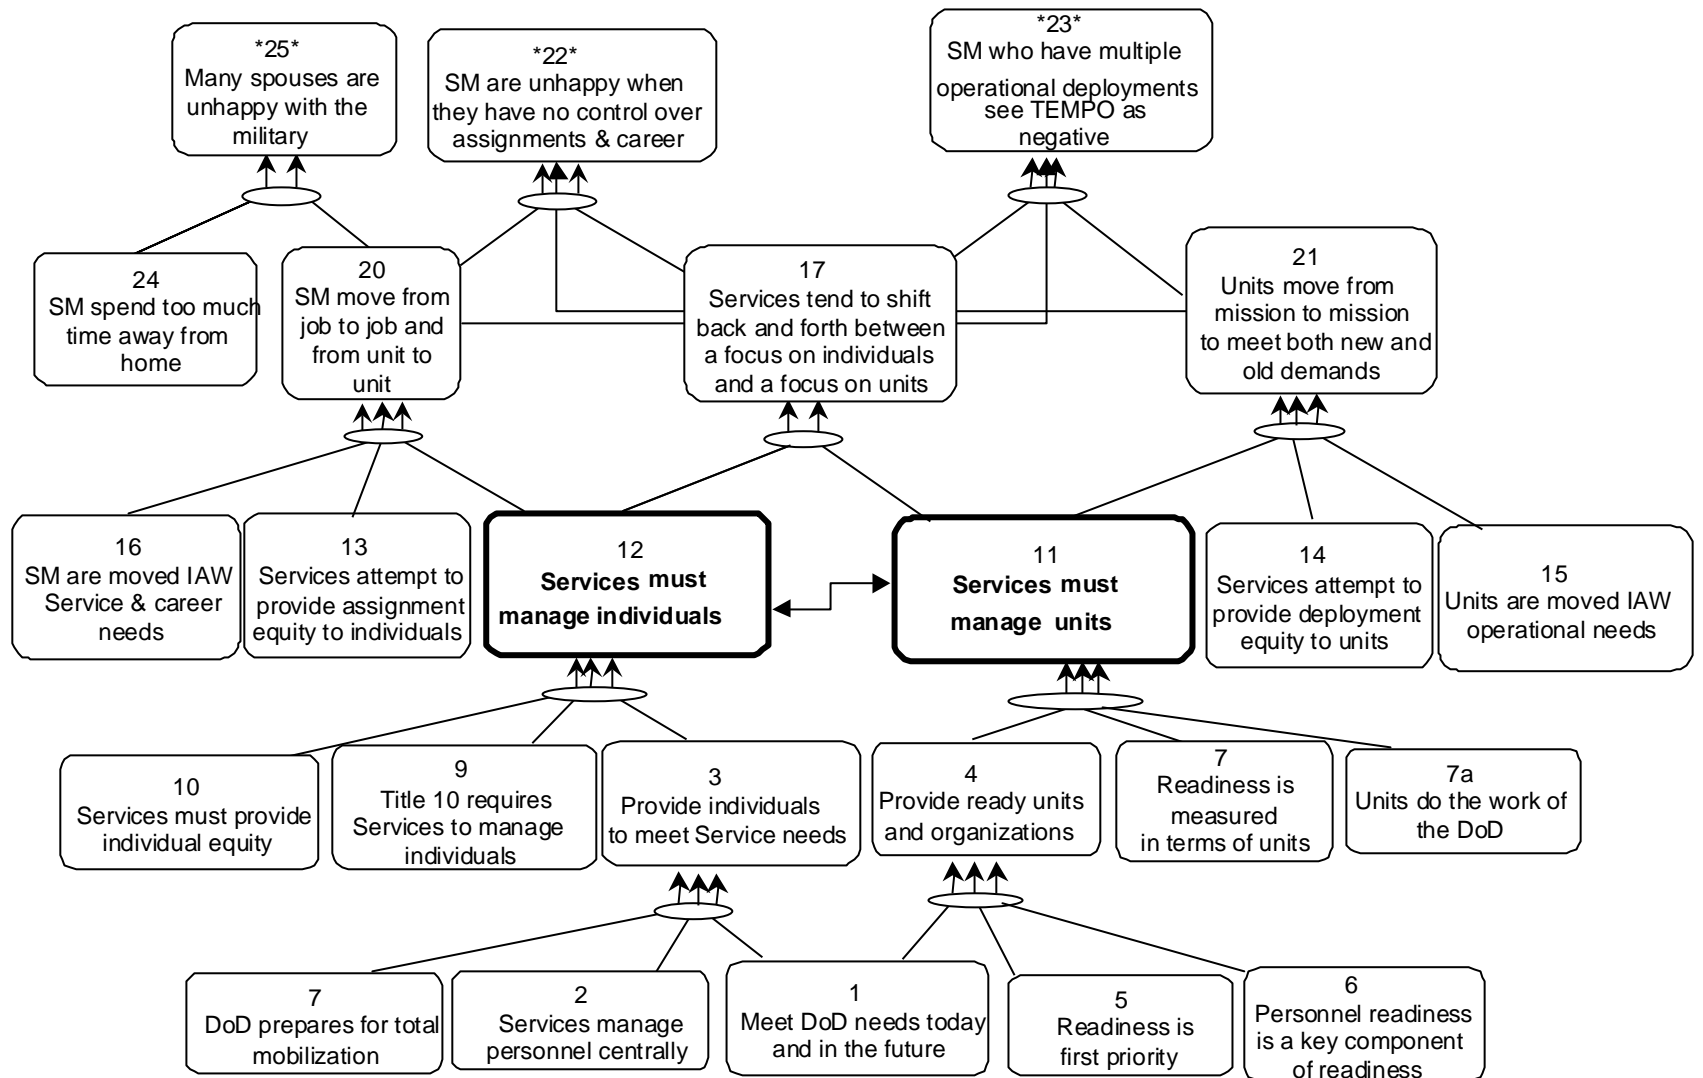 *25*
Many spouses are
unhappy with the
military
*22*
SM are unhappy when
they have no control over
assignments & career
*23*
SM who have multiple
operational deployments
see TEMPO as
negative
24
SM spend too much
time away from
home
20
SM move from
job to job and
from unit to
unit
17
Services tend to shift
back and forth between
a focus on individuals
and a focus on units
21
Units move from
mission to mission
to meet both new and
old demands
16
SM are moved IAW
Service & career
needs
13
Services attempt to
provide assignment
equity to individuals
12
Services must
manage individuals
11
Services must
manage units
14
Services attempt to
provide deployment
equity to units
15
Units are moved IAW
operational needs
10
Services must provide
individual equity
9
Title 10 requires
Services to manage
individuals
3
Provide individuals
to meet Service needs
4
Provide ready units
and organizations
7
Readiness is
measured
in terms of units
7a
Units do the work of
the DoD
7
DoD prepares for total
mobilization
2
Services manage
personnel centrally
1
Meet DoD needs today
and in the future
5
Readiness is
first priority
6
Personnel readiness
is a key component
of readiness